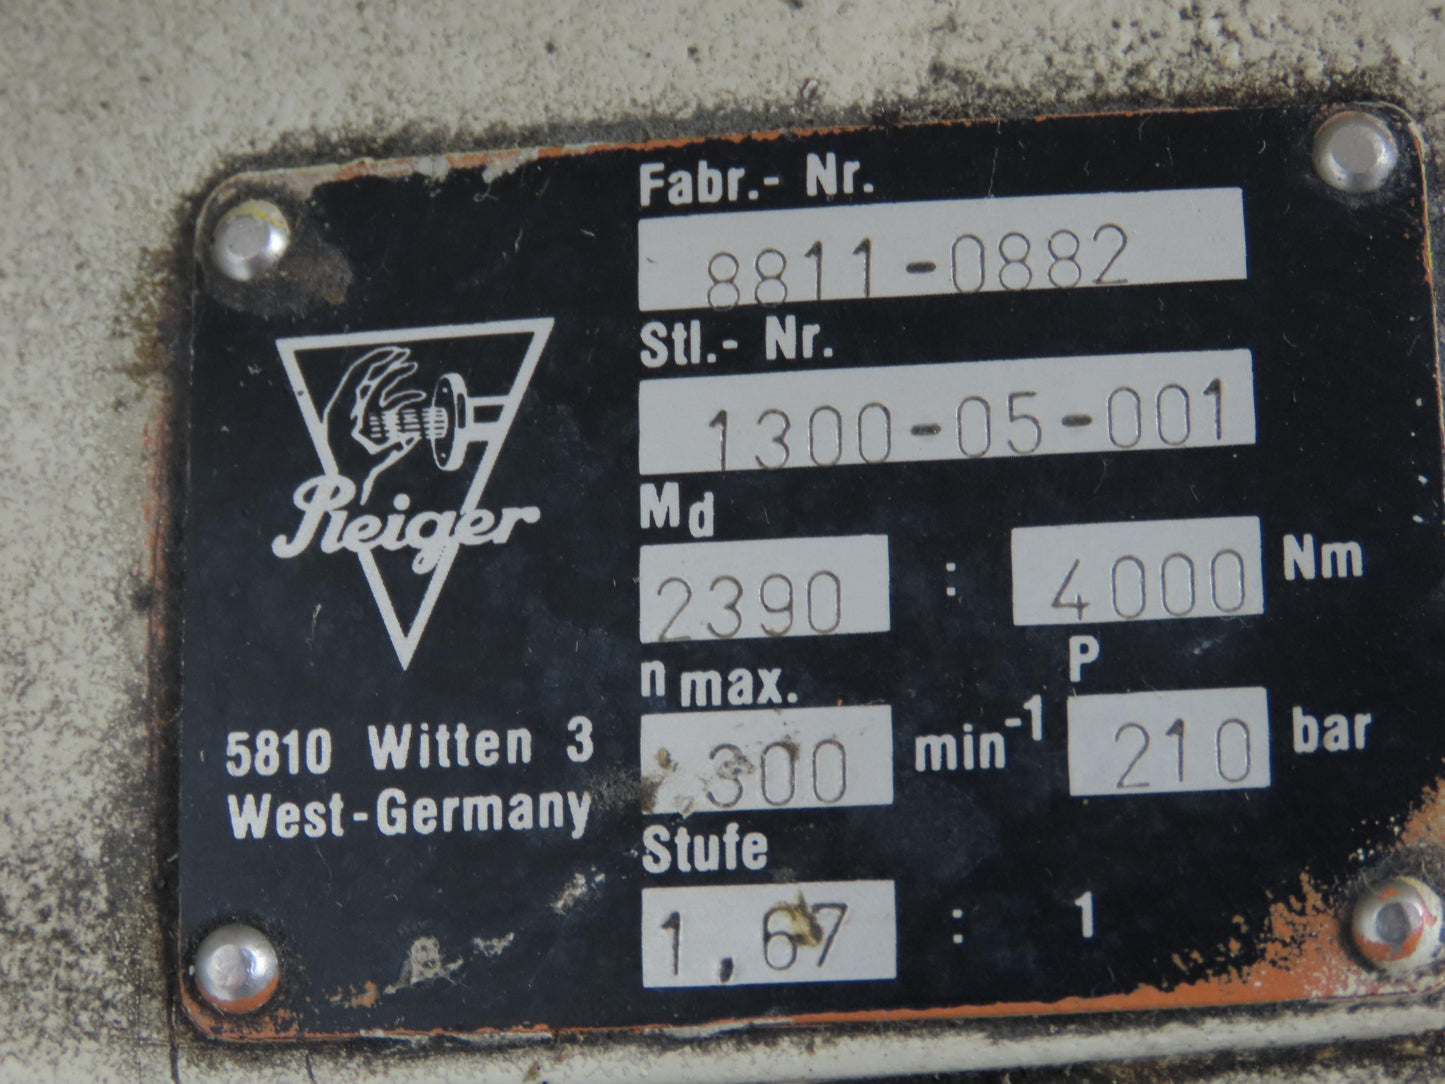 Fabr.- Nr.
8811-0882
Stl.- Nr.
1300-05-001
Md
2390 : 4000 Nm
n max. P
300 min-1 210 bar
Stufe
1,67 : 1
Pleiger
5810 Witten 3
West-Germany